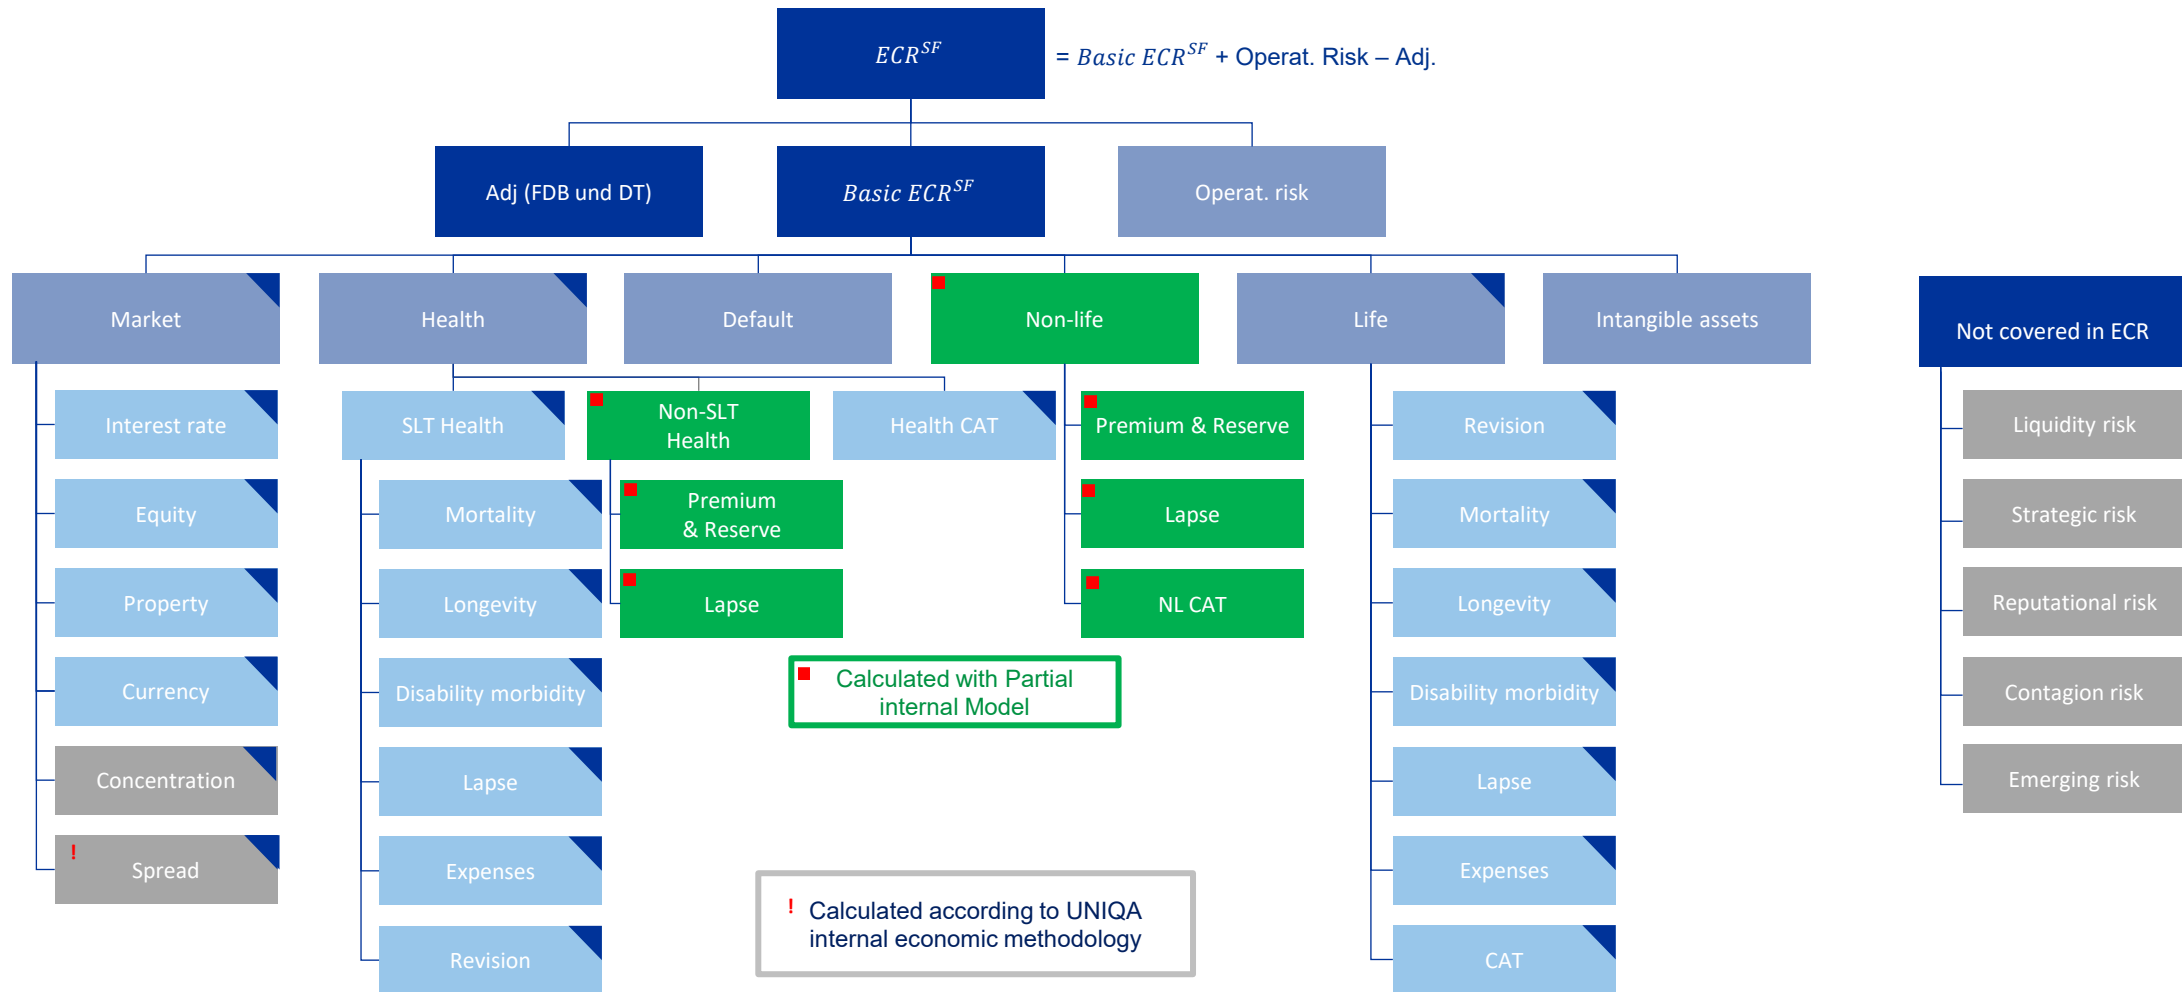 ECR^SF
= Basic ECR^SF + Operat. Risk – Adj.
Adj (FDB und DT)
Basic ECR^SF
Operat. risk
Market
Health
Default
Non-life
Life
Intangible assets
Not covered in ECR
Interest rate
Equity
Property
Currency
Concentration
!
Spread
SLT Health
Mortality
Longevity
Disability morbidity
Lapse
Expenses
Revision
Non-SLT
Health
Premium
& Reserve
Lapse
Health CAT
Premium & Reserve
Lapse
NL CAT
Revision
Mortality
Longevity
Disability morbidity
Lapse
Expenses
CAT
Liquidity risk
Strategic risk
Reputational risk
Contagion risk
Emerging risk
Calculated with Partial
internal Model
! Calculated according to UNIQA
internal economic methodology